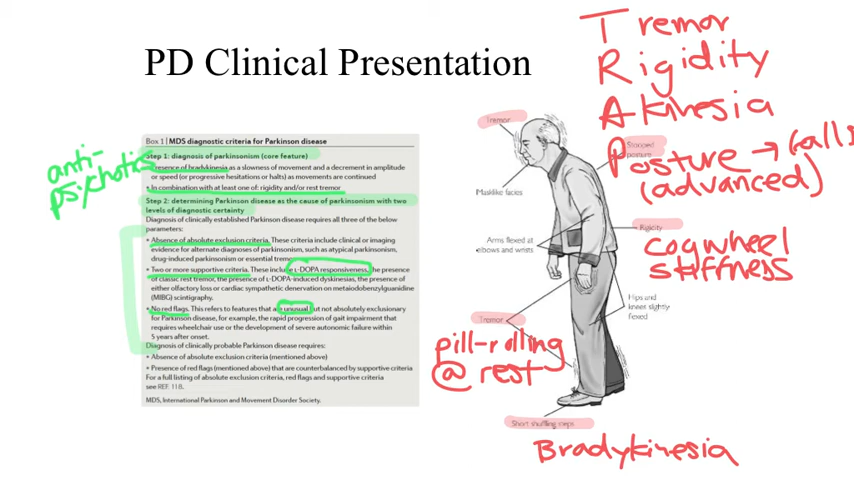 PD Clinical Presentation
Tremor
Rigidity
Akinesia
Posture → falls
(advanced)
anti-
psychotics
Box 1 | MDS diagnostic criteria for Parkinson disease
Step 1: diagnosis of parkinsonism (core feature)
• Presence of bradykinesia as a slowness of movement and a decrement in amplitude
or speed (or progressive hesitations or halts) as movements are continued
• In combination with at least one of: rigidity and/or rest tremor
Step 2: determining Parkinson disease as the cause of parkinsonism with two
levels of diagnostic certainty
Diagnosis of clinically established Parkinson disease requires all three of the below
parameters:
• Absence of absolute exclusion criteria. These criteria include clinical or imaging
evidence for alternate diagnoses of parkinsonism, such as atypical parkinsonism,
drug-induced parkinsonism or essential tremor
• Two or more supportive criteria. These include L-DOPA responsiveness, the presence
of classic rest tremor, the presence of L-DOPA-induced dyskinesias, the presence of
either olfactory loss or cardiac sympathetic denervation on metaiodobenzylguanidine
(MIBG) scintigraphy.
• No red flags. This refers to features that are unusual but not absolutely exclusionary
for Parkinson disease, for example, the rapid progression of gait impairment that
requires wheelchair use or the development of severe autonomic failure within
5 years after onset.
Diagnosis of clinically probable Parkinson disease requires:
• Absence of absolute exclusion criteria (mentioned above)
• Presence of red flags (mentioned above) that are counterbalanced by supportive criteria
For a full listing of absolute exclusion criteria, red flags and supportive criteria
see REF. 118.
MDS, International Parkinson and Movement Disorder Society.
Tremor
Stooped
posture
Masklike facies
Rigidity
cogwheel
stiffness
Arms flexed at
elbows and wrists
Hips and
knees slightly
flexed
Tremor
pill-rolling
@ rest
Short shuffling steps
Bradykinesia